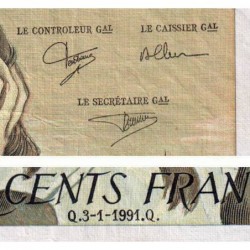 LE CONTROLEUR GAL LE CAISSIER GAL
LE SECRÉTAIRE GAL
CENTS FRAN
Q.3-1-1991.Q.